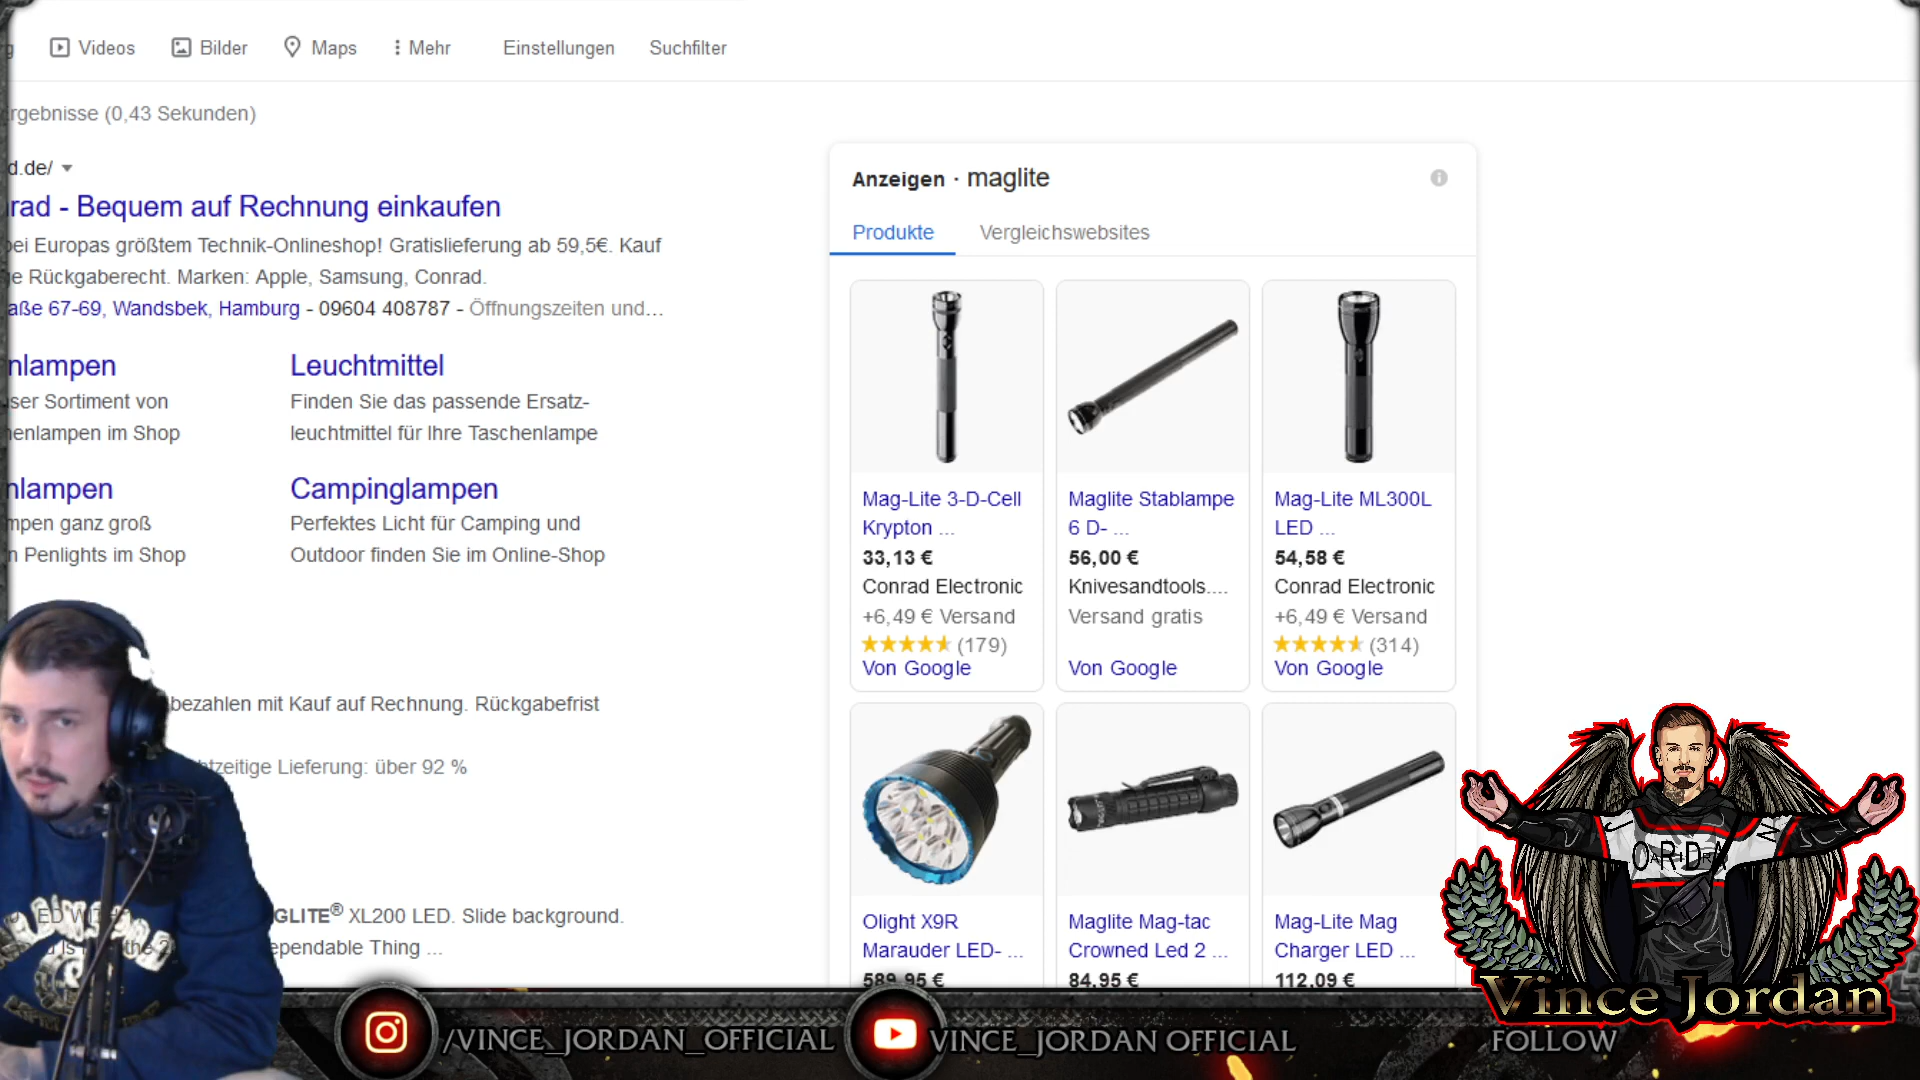 Videos
Bilder
Maps
Mehr
Einstellungen
Suchfilter
rgebnisse (0,43 Sekunden)
d.de/
rad - Bequem auf Rechnung einkaufen
bei Europas größtem Technik-Onlineshop! Gratislieferung ab 59,5€. Kauf
ge Rückgaberecht. Marken: Apple, Samsung, Conrad.
aße 67-69, Wandsbek, Hamburg - 09604 408787 - Öffnungszeiten und…
nlampen
ser Sortiment von
henlampen im Shop
Leuchtmittel
Finden Sie das passende Ersatz-
leuchtmittel für Ihre Taschenlampe
nlampen
mpen ganz groß
n Penlights im Shop
Campinglampen
Perfektes Licht für Camping und
Outdoor finden Sie im Online-Shop
bezahlen mit Kauf auf Rechnung. Rückgabefrist
htzeitige Lieferung: über 92 %
GLITE® XL200 LED. Slide background.
ependable Thing ...
Anzeigen · maglite
Produkte
Vergleichswebsites
Mag-Lite 3-D-Cell
Krypton ...
33,13 €
Conrad Electronic
+6,49 € Versand
(179)
Von Google
Maglite Stablampe
6 D- ...
56,00 €
Knivesandtools....
Versand gratis
Von Google
Mag-Lite ML300L
LED ...
54,58 €
Conrad Electronic
+6,49 € Versand
(314)
Von Google
Olight X9R
Marauder LED- ...
589,95 €
Maglite Mag-tac
Crowned Led 2 ...
84,95 €
Mag-Lite Mag
Charger LED ...
112,09 €
Vince Jordan
/VINCE_JORDAN_OFFICIAL
VINCE_JORDAN OFFICIAL
FOLLOW